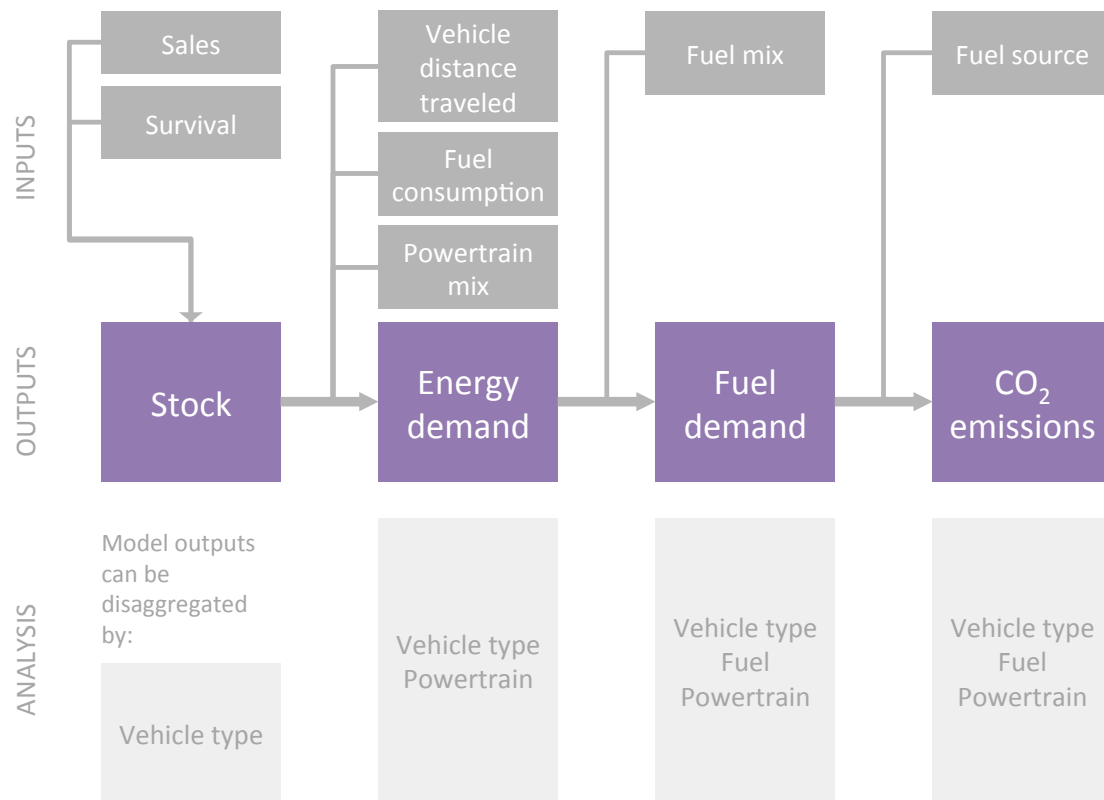 INPUTS
Sales
Survival
Vehicle
distance
traveled
Fuel
consumption
Powertrain
mix
Fuel mix
Fuel source
OUTPUTS
Stock
Energy
demand
Fuel
demand
CO₂
emissions
ANALYSIS
Model outputs
can be
disaggregated
by:
Vehicle type
Vehicle type
Powertrain
Vehicle type
Fuel
Powertrain
Vehicle type
Fuel
Powertrain